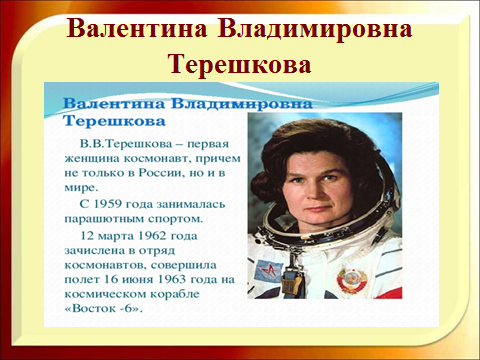 Валентина Владимировна
Терешкова
Валентина Владимировна
Терешкова
В.В.Терешкова – первая
женщина космонавт, причем
не только в России, но и в
мире.
С 1959 года занималась
парашютным спортом.
12 марта 1962 года
зачислена в отряд
космонавтов, совершила
полет 16 июня 1963 года на
космическом корабле
«Восток -6».